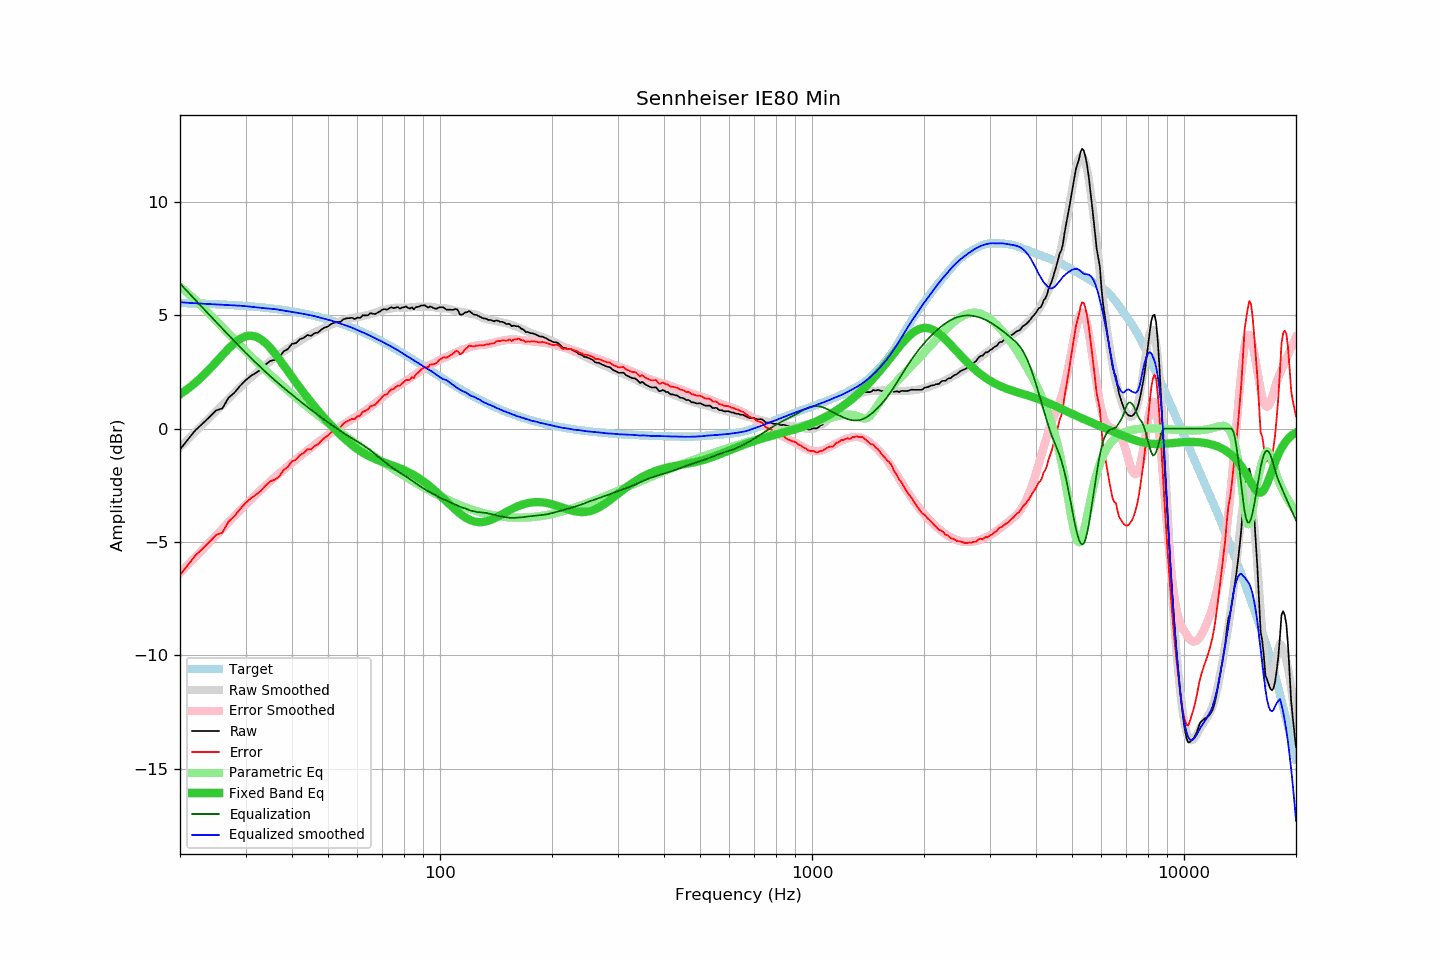 Sennheiser IE80 Min
10
5
0
−5
−10
−15
Amplitude (dBr)
Target
Raw Smoothed
Error Smoothed
Raw
Error
Parametric Eq
Fixed Band Eq
Equalization
Equalized smoothed
100
1000
10000
Frequency (Hz)